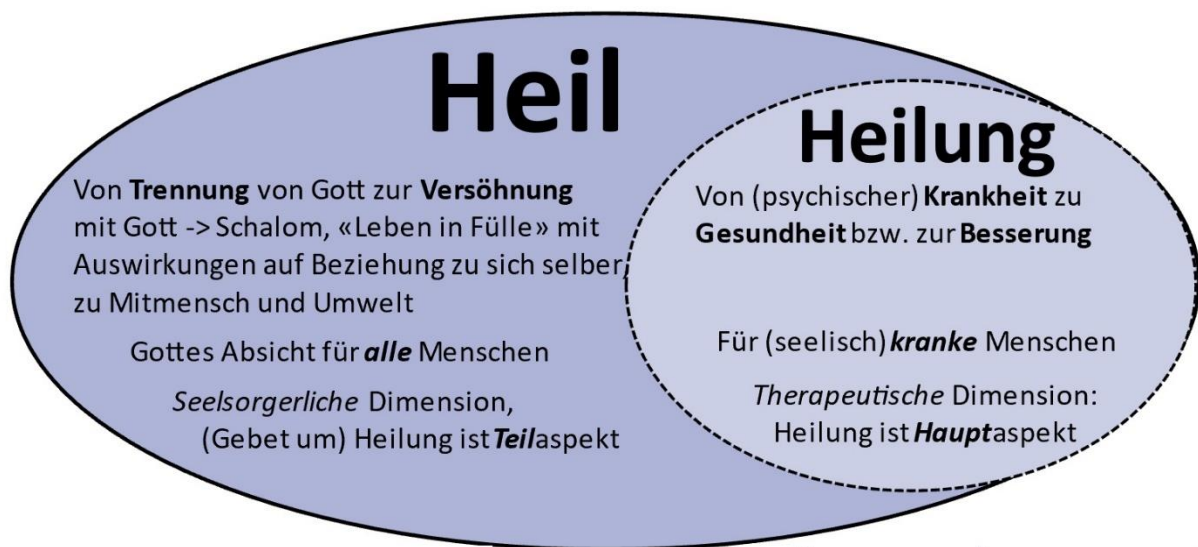 Heil
Von Trennung von Gott zur Versöhnung
mit Gott -> Schalom, «Leben in Fülle» mit
Auswirkungen auf Beziehung zu sich selber,
zu Mitmensch und Umwelt
Gottes Absicht für alle Menschen
Seelsorgerliche Dimension,
(Gebet um) Heilung ist Teilaspekt
Heilung
Von (psychischer) Krankheit zu
Gesundheit bzw. zur Besserung
Für (seelisch) kranke Menschen
Therapeutische Dimension:
Heilung ist Hauptaspekt